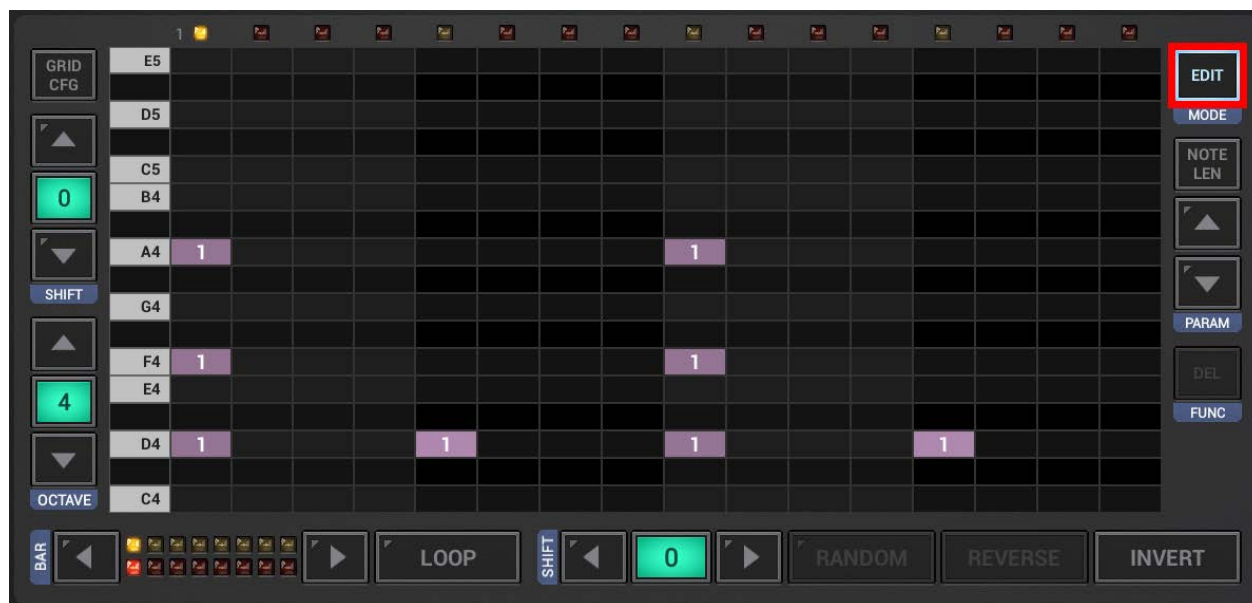 1
GRID
CFG
E5
EDIT
MODE
D5
NOTE
LEN
C5
0
B4
A4 1 1
SHIFT
G4
PARAM
F4 1 1
DEL
E4
4
FUNC
D4 1 1 1 1
OCTAVE
C4
BAR
LOOP
SHIFT
0
RANDOM
REVERSE
INVERT